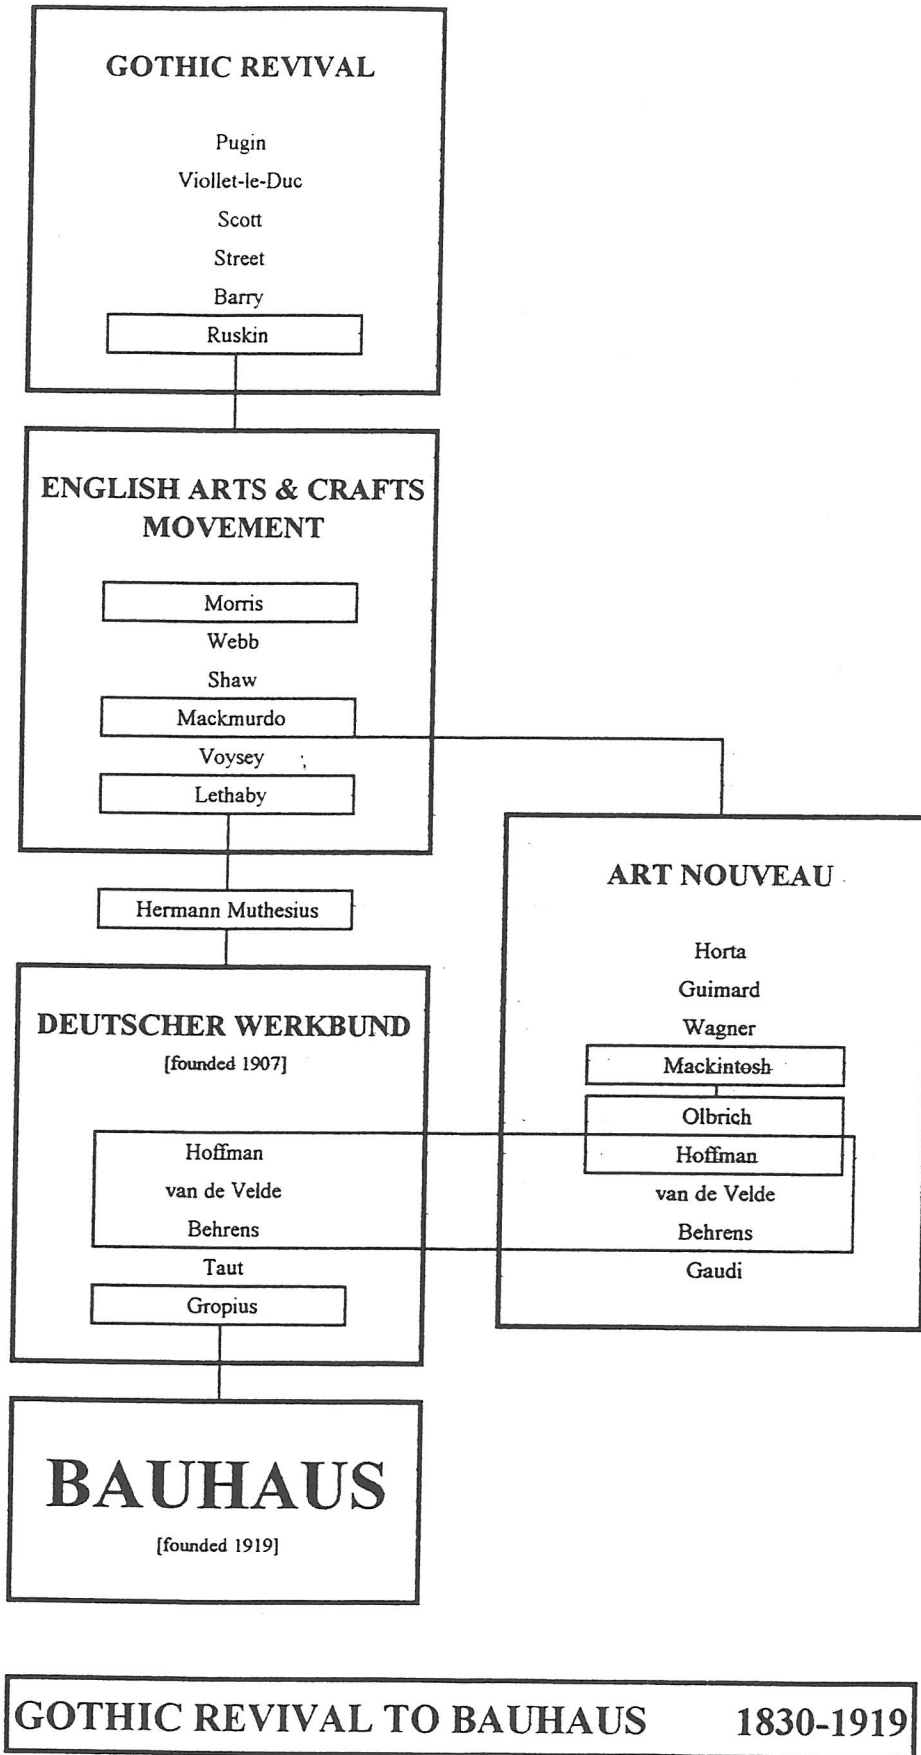 GOTHIC REVIVAL
Pugin
Viollet-le-Duc
Scott
Street
Barry
Ruskin
ENGLISH ARTS & CRAFTS
MOVEMENT
Morris
Webb
Shaw
Mackmurdo
Voysey
Lethaby
Hermann Muthesius
DEUTSCHER WERKBUND
[founded 1907]
Hoffman
van de Velde
Behrens
Taut
Gropius
ART NOUVEAU
Horta
Guimard
Wagner
Mackintosh
Olbrich
Hoffman
van de Velde
Behrens
Gaudi
BAUHAUS
[founded 1919]
GOTHIC REVIVAL TO BAUHAUS 1830-1919